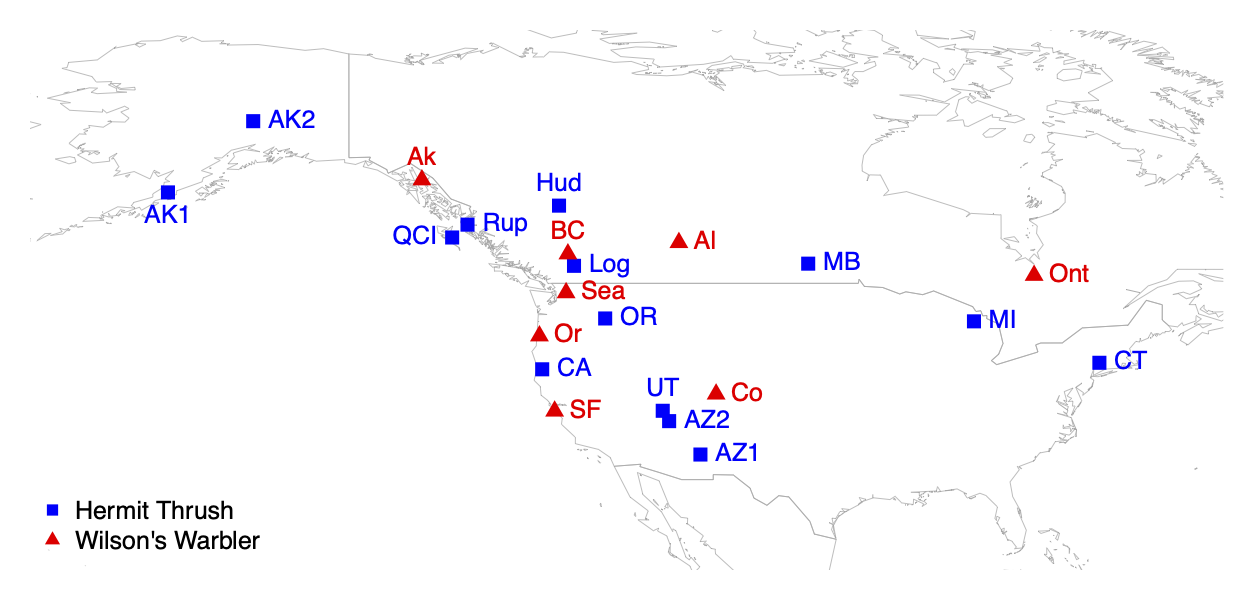 AK2
Ak
Hud
AK1
Rup
QCI
BC
Al
Log
MB
Ont
Sea
OR
MI
Or
CT
CA
UT
Co
SF
AZ2
AZ1
Hermit Thrush
Wilson's Warbler